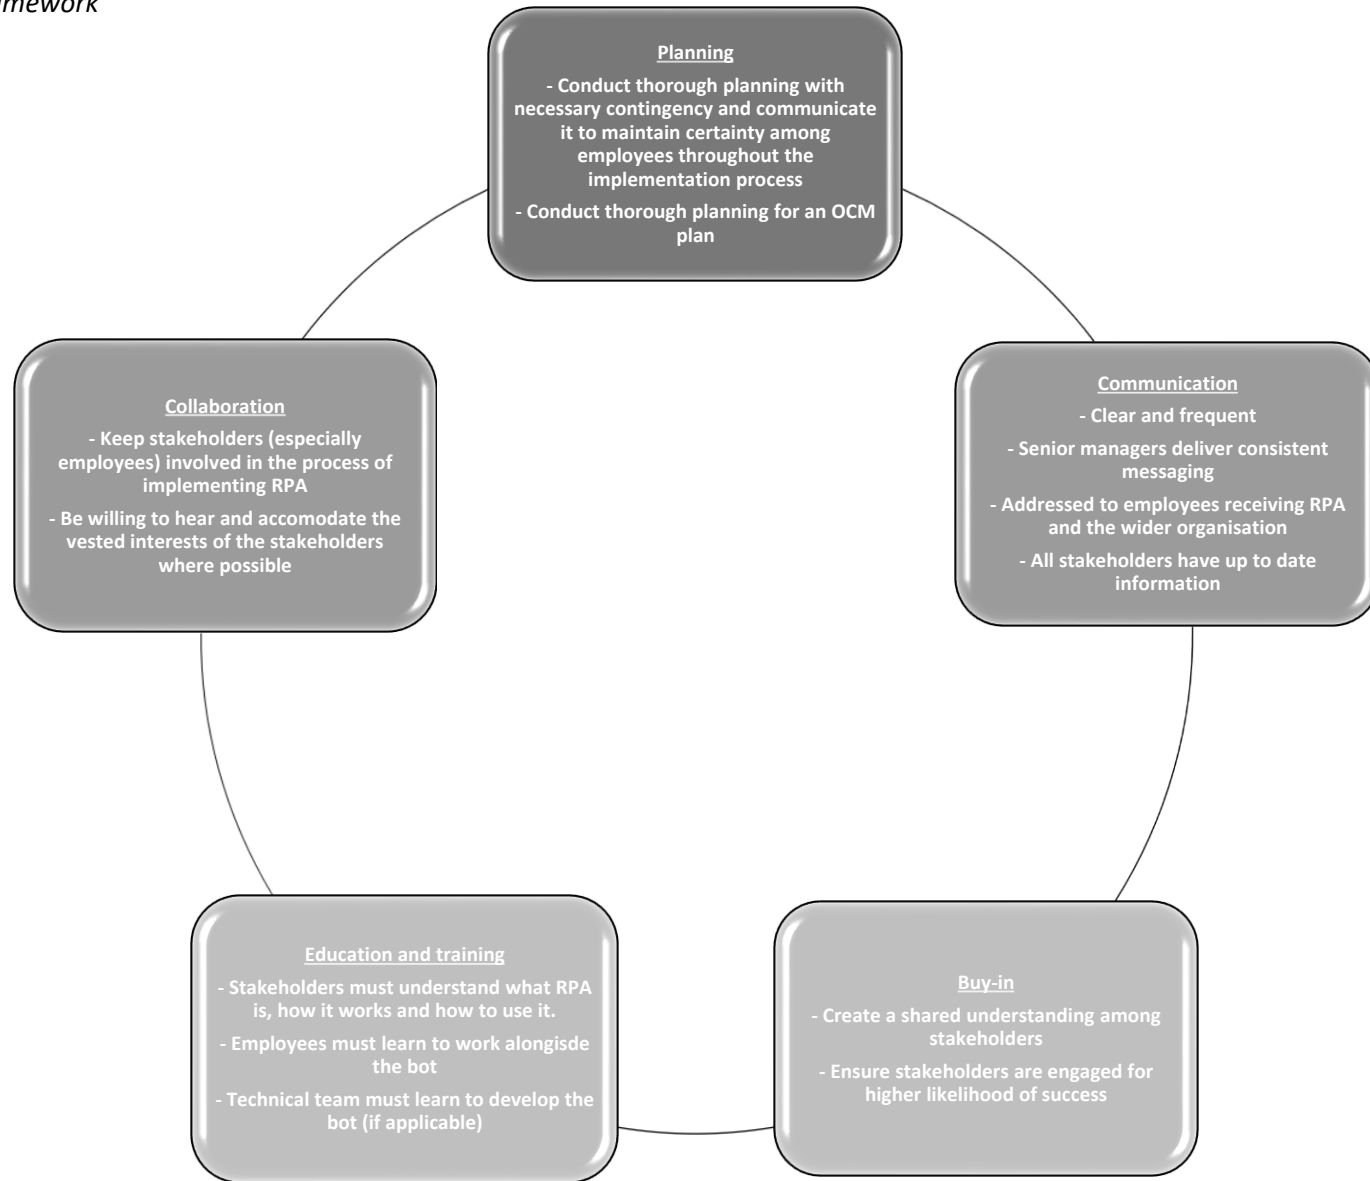 Planning
- Conduct thorough planning with
necessary contingency and communicate
it to maintain certainty among
employees throughout the
implementation process
- Conduct thorough planning for an OCM
plan
Communication
- Clear and frequent
- Senior managers deliver consistent
messaging
- Addressed to employees receiving RPA
and the wider organisation
- All stakeholders have up to date
information
Collaboration
- Keep stakeholders (especially
employees) involved in the process of
implementing RPA
- Be willing to hear and accomodate the
vested interests of the stakeholders
where possible
Education and training
- Stakeholders must understand what RPA
is, how it works and how to use it.
- Employees must learn to work alongisde
the bot
- Technical team must learn to develop the
bot (if applicable)
Buy-in
- Create a shared understanding among
stakeholders
- Ensure stakeholders are engaged for
higher likelihood of success